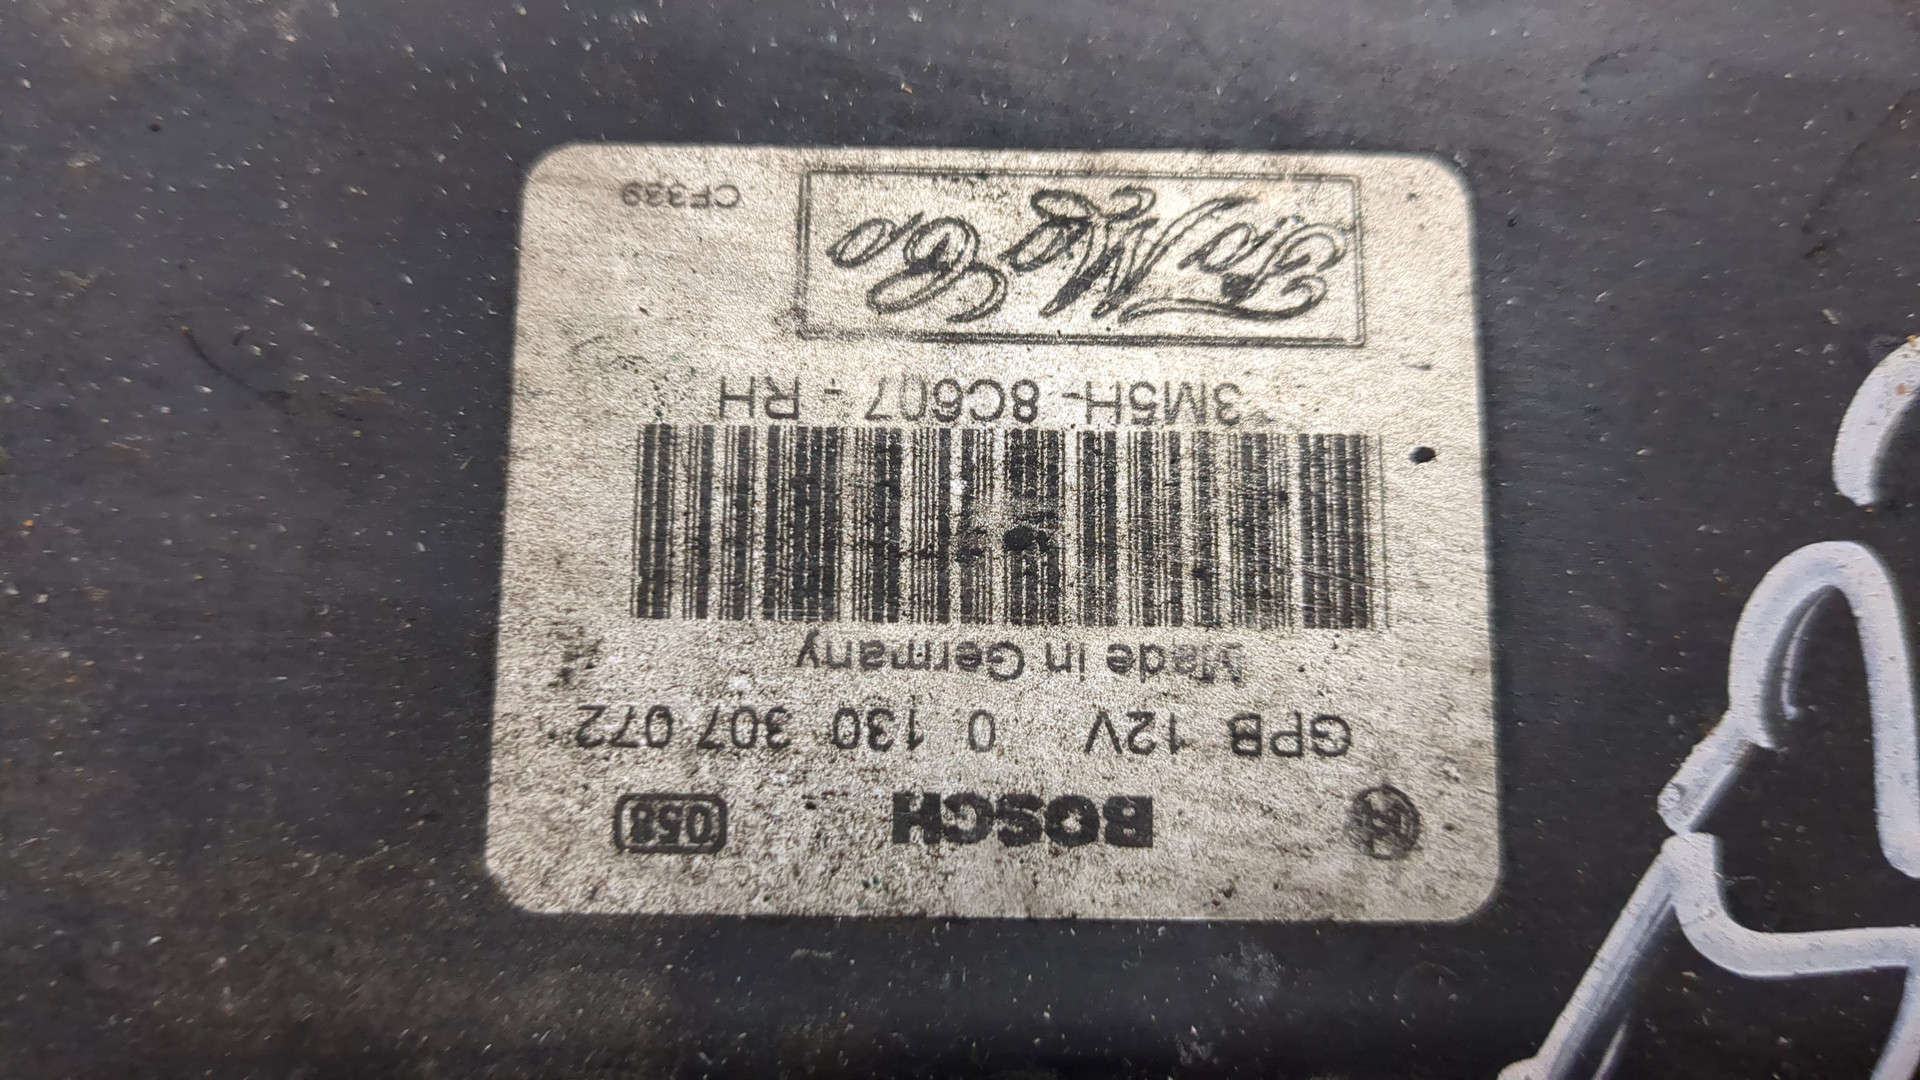 BOSCH 058
GPB 12V 0 130 307 072
Made in Germany
3M5H- 8C607 - RH
FoMoCo CF339